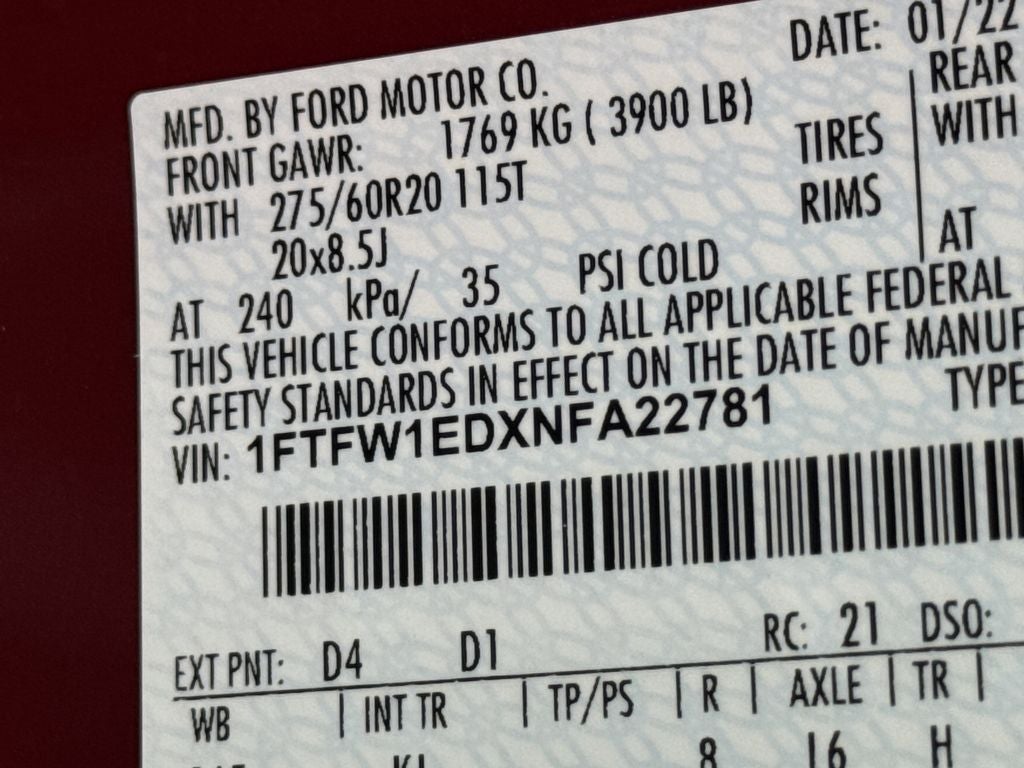 DATE: 01/22
MFD. BY FORD MOTOR CO.
FRONT GAWR: 1769 KG ( 3900 LB)
REAR
WITH 275/60R20 115T TIRES
WITH
20x8.5J RIMS
AT 240 kPa/ 35 PSI COLD
AT
THIS VEHICLE CONFORMS TO ALL APPLICABLE FEDERAL
SAFETY STANDARDS IN EFFECT ON THE DATE OF MANUF
VIN: 1FTFW1EDXNFA22781 TYPE
EXT PNT: D4 D1 RC: 21 DSO:
WB | INT TR | TP/PS | R | AXLE | TR |
8 16 H